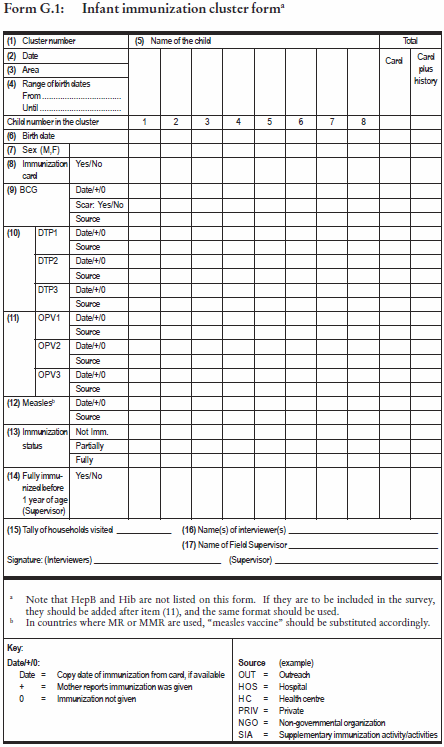 Form G.1: Infant immunization cluster formᵃ
(1) Cluster number (5) Name of the child Total
(2) Date Card Card plus history
(3) Area
(4) Range of birth dates
From ..................................
Until ...................................
Child number in the cluster 1 2 3 4 5 6 7 8
(6) Birth date
(7) Sex (M,F)
(8) Immunization card Yes/No
(9) BCG Date/+/0
Scar: Yes/No
Source
(10) DTP1 Date/+/0
Source
DTP2 Date/+/0
Source
DTP3 Date/+/0
Source
(11) OPV1 Date/+/0
Source
OPV2 Date/+/0
Source
OPV3 Date/+/0
Source
(12) Measlesᵇ Date/+/0
Source
(13) Immunization status Not Imm.
Partially
Fully
(14) Fully immu- Yes/No
nized before
1 year of age
(Supervisor)
(15) Tally of households visited ____________ (16) Name(s) of interviewer(s) ____________
(17) Name of Field Supervisor ____________
Signature: (Interviewers) ____________ (Supervisor) ____________
ᵃ Note that HepB and Hib are not listed on this form. If they are to be included in the survey,
they should be added after item (11), and the same format should be used.
ᵇ In countries where MR or MMR are used, “measles vaccine” should be substituted accordingly.
Key:
Date/+/0:
Date = Copy date of immunization from card, if available
+ = Mother reports immunization was given
0 = Immunization not given
Source (example)
OUT = Outreach
HOS = Hospital
HC = Health centre
PRIV = Private
NGO = Non-governmental organization
SIA = Supplementary immunization activity/activities